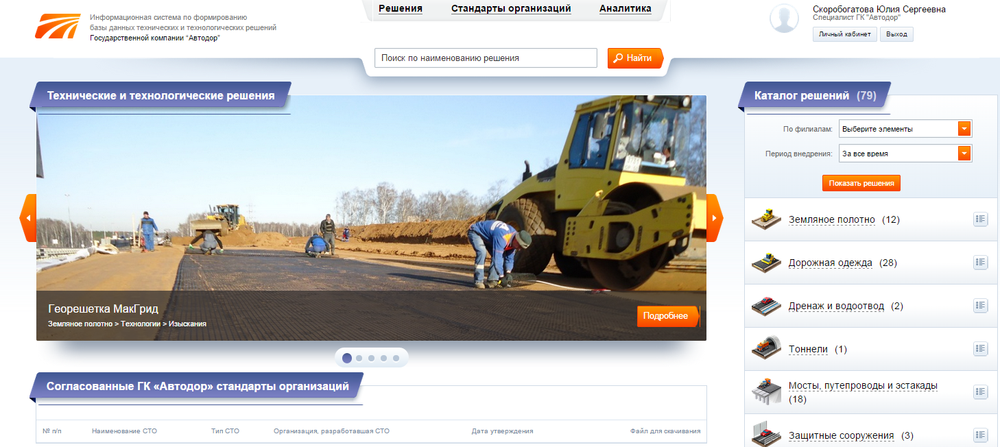 Информационная система по формированию
базы данных технических и технологических решений
Государственной компании “Автодор”
Решения
Стандарты организаций
Аналитика
Скоробогатова Юлия Сергеевна
Специалист ГК "Автодор"
Личный кабинет
Выход
Поиск по наименованию решения
Найти
Технические и технологические решения
Георешетка МакГрид
Земляное полотно > Технологии > Изыскания
Подробнее
Согласованные ГК «Автодор» стандарты организаций
№ п/п
Наименование СТО
Тип СТО
Организация, разработавшая СТО
Дата утверждения
Файл для скачивания
Каталог решений (79)
По филиалам:
Выберите элементы
Период внедрения:
За все время
Показать решения
Земляное полотно (12)
Дорожная одежда (28)
Дренаж и водоотвод (2)
Тоннели (1)
Мосты, путепроводы и эстакады
(18)
Защитные сооружения (3)